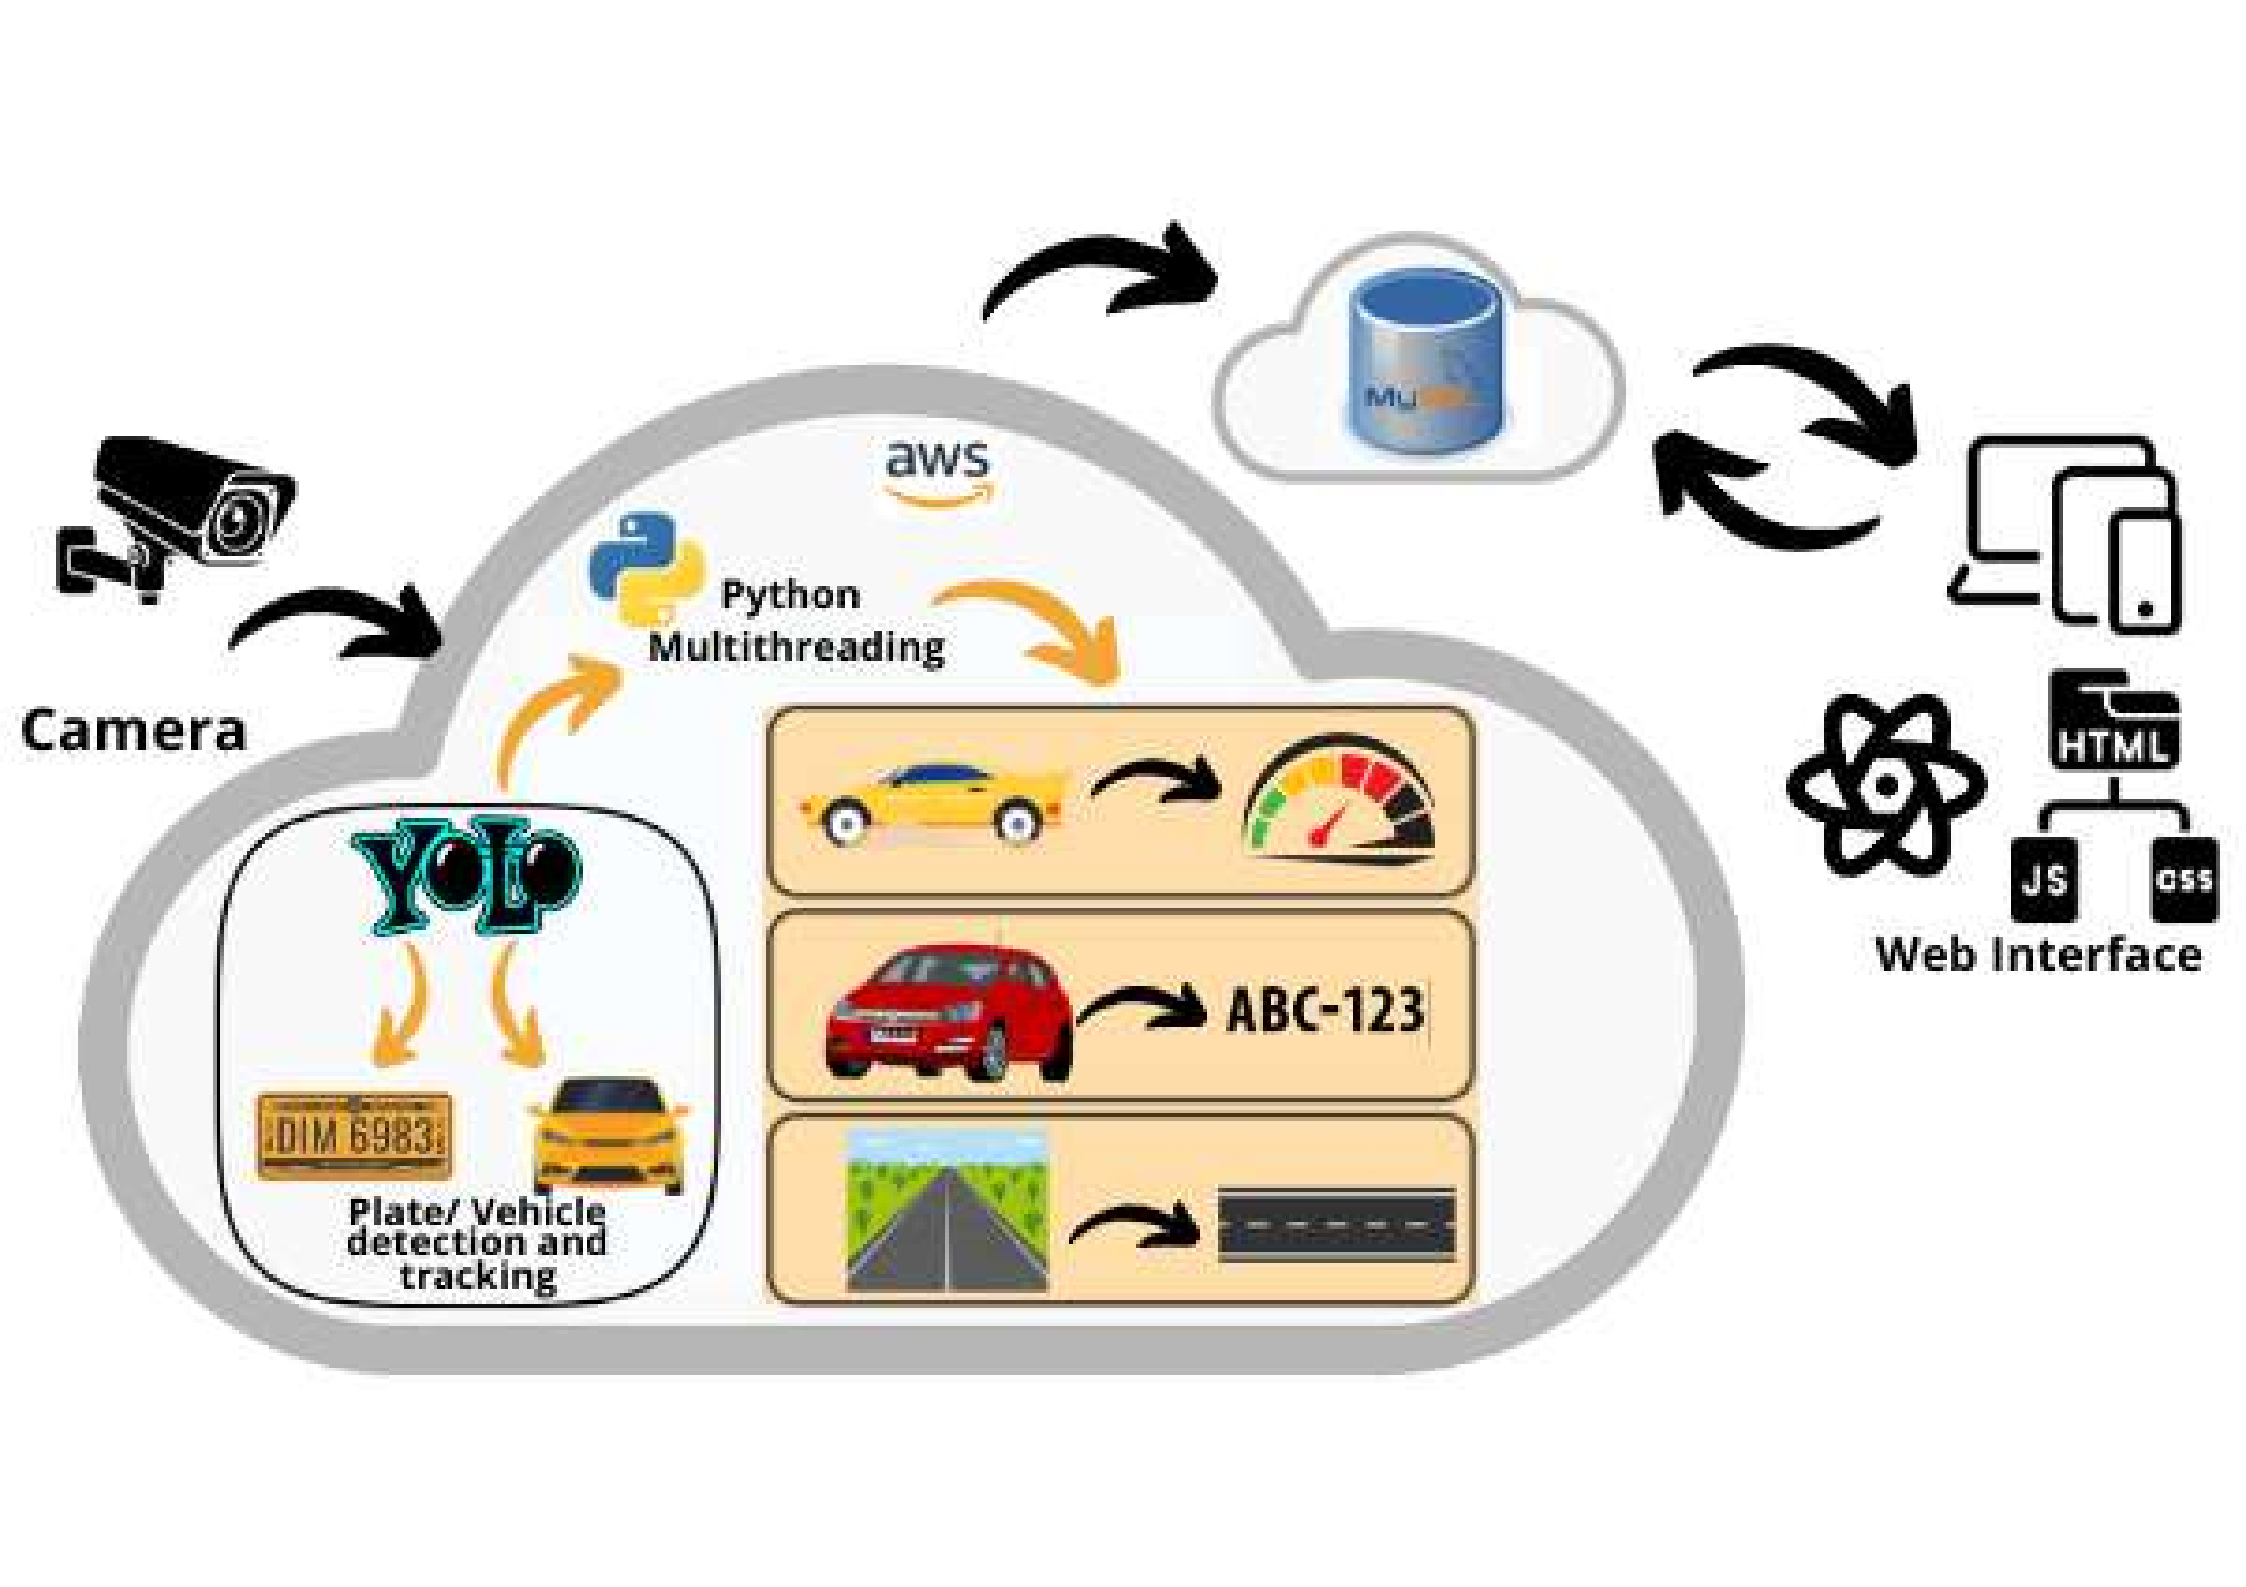 aws
Python
Multithreading
Camera
YOLO
DIM 6983
Plate/ Vehicle
detection and
tracking
ABC-123
My
HTML
JS
css
Web Interface